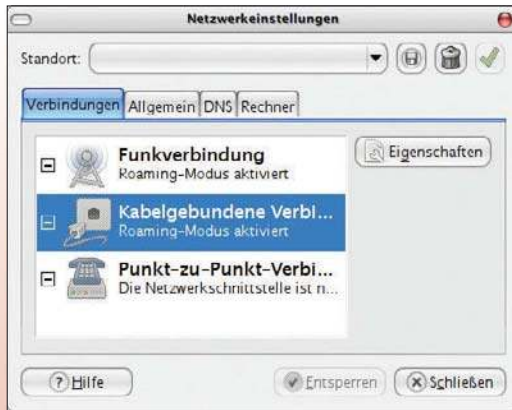 Netzwerkeinstellungen
Standort:
Verbindungen Allgemein DNS Rechner
Funkverbindung
Roaming-Modus aktiviert
Eigenschaften
Kabelgebundene Verbi...
Roaming-Modus aktiviert
Punkt-zu-Punkt-Verbi...
Die Netzwerkschnittstelle ist n...
Hilfe Entsperren Schließen